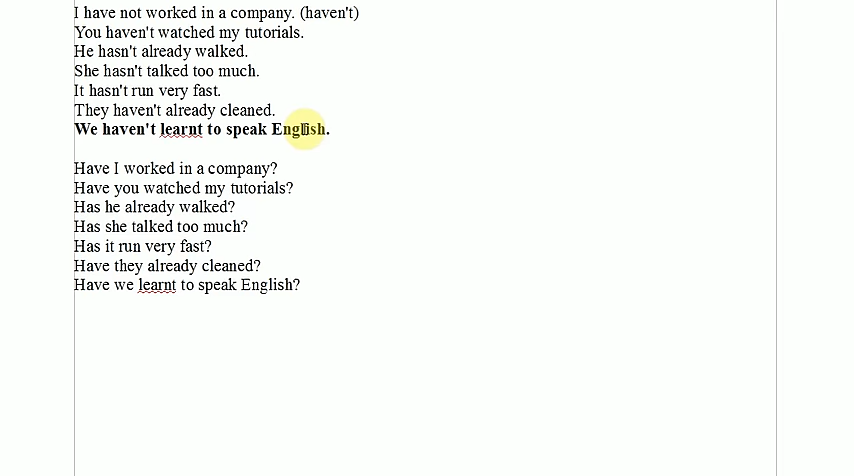 I have not worked in a company. (haven't)
You haven't watched my tutorials.
He hasn't already walked.
She hasn't talked too much.
It hasn't run very fast.
They haven't already cleaned.
We haven't learnt to speak English.
Have I worked in a company?
Have you watched my tutorials?
Has he already walked?
Has she talked too much?
Has it run very fast?
Have they already cleaned?
Have we learnt to speak English?